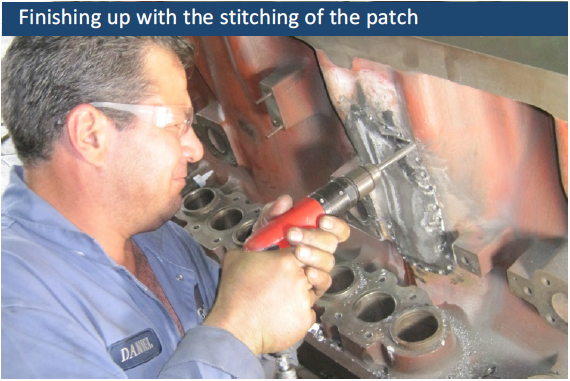 Finishing up with the stitching of the patch
DANIEL